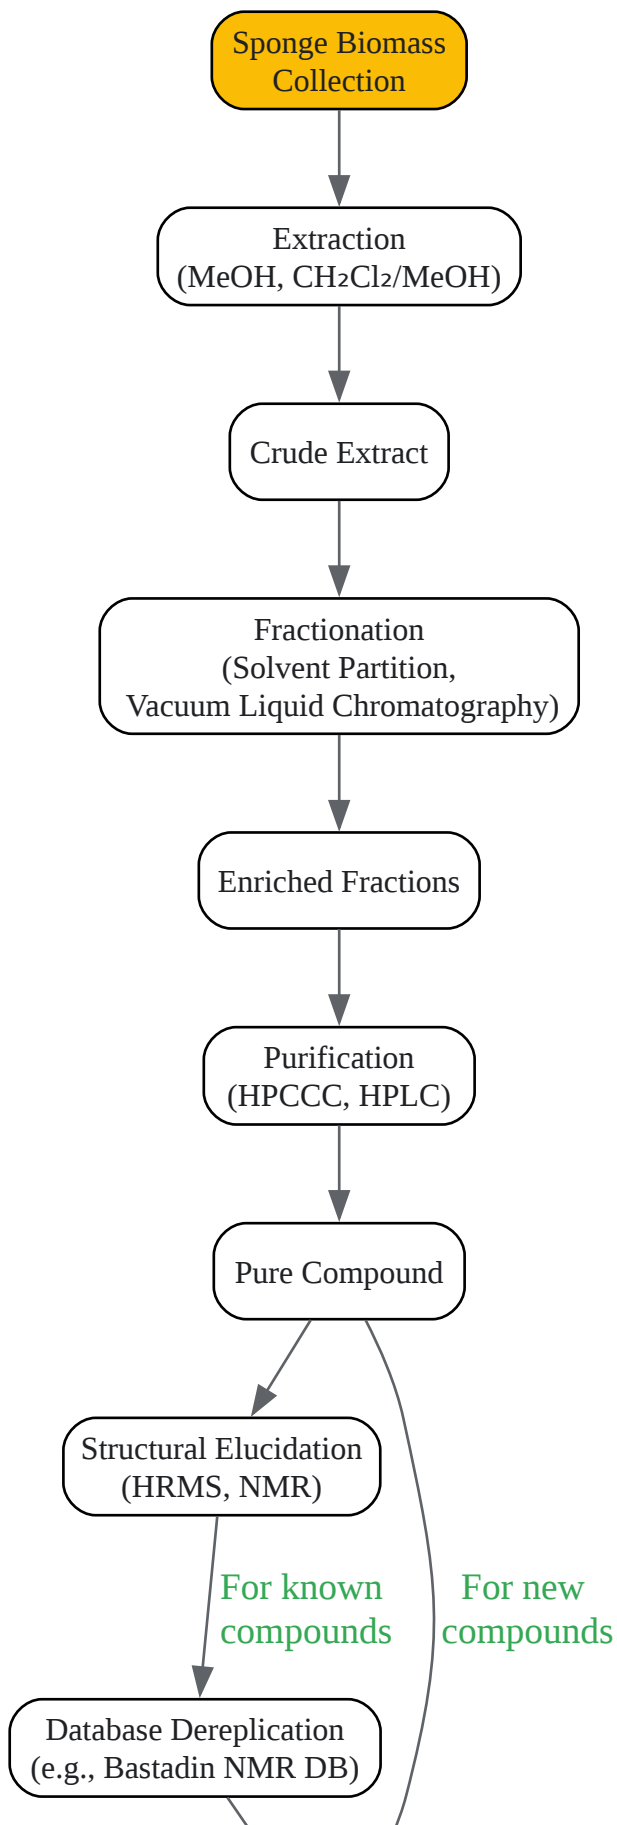 Sponge Biomass
Collection
Extraction
(MeOH, CH₂Cl₂/MeOH)
Crude Extract
Fractionation
(Solvent Partition,
Vacuum Liquid Chromatography)
Enriched Fractions
Purification
(HPCCC, HPLC)
Pure Compound
Structural Elucidation
(HRMS, NMR)
For known
compounds
For new
compounds
Database Dereplication
(e.g., Bastadin NMR DB)